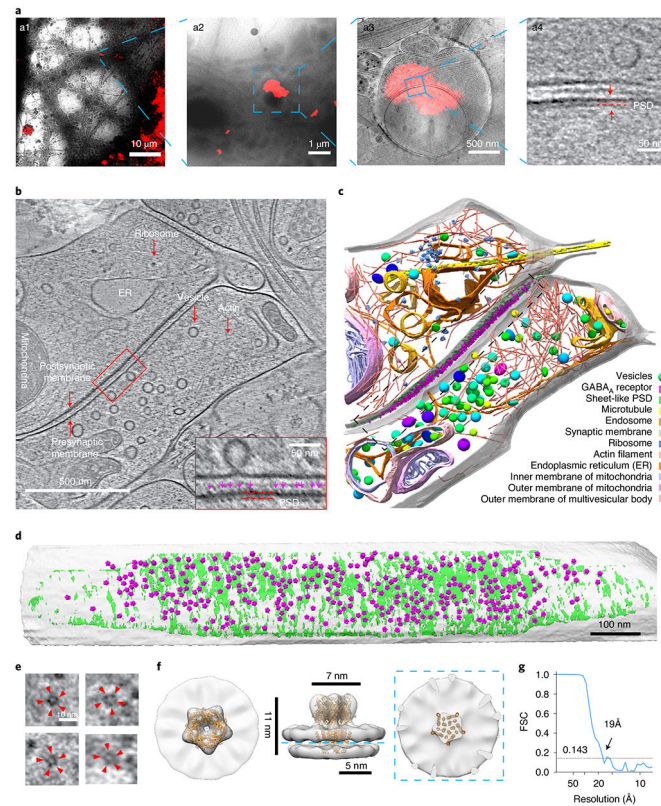 a
a1
a2
a3
a4
PSD
10 μm
1 μm
500 nm
50 nm
b
c
Ribosome
ER
Vesicle
Actin
Mitochondria
Postsynaptic
membrane
Presynaptic
membrane
500 nm
50 nm
PSD
Vesicles
GABAA receptor
Sheet-like PSD
Microtubule
Endosome
Synaptic membrane
Ribosome
Actin filament
Endoplasmic reticulum (ER)
Inner membrane of mitochondria
Outer membrane of mitochondria
Outer membrane of multivesicular body
d
100 nm
e
f
g
10 nm
7 nm
11 nm
5 nm
FSC
1.0
0.8
0.6
0.4
0.2
0
0.143
19Å
50
20
10
Resolution (Å)